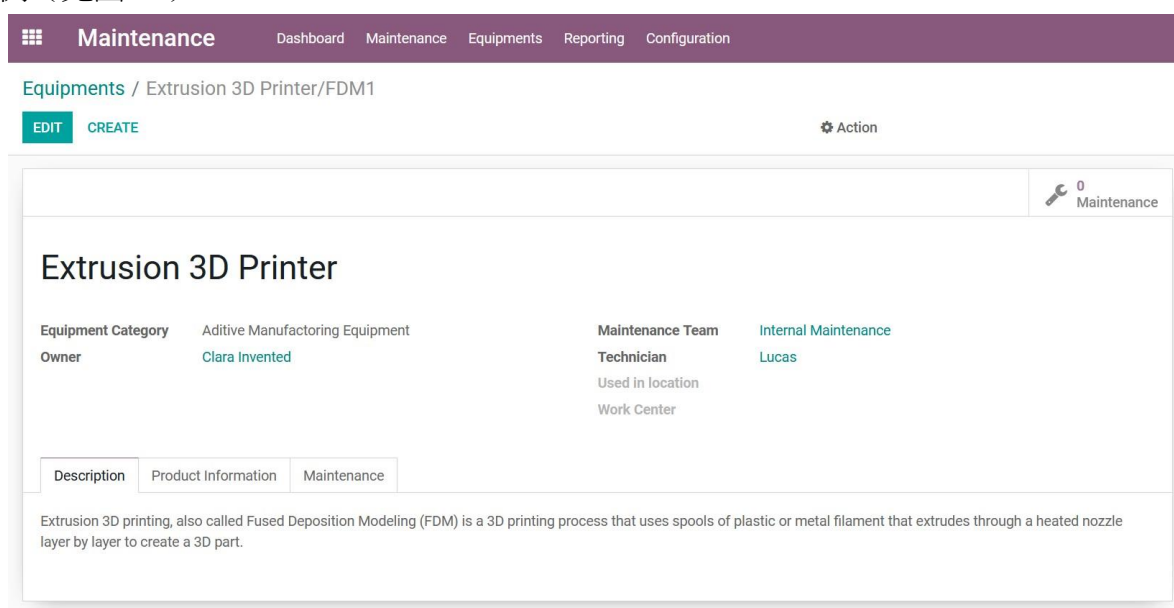 Maintenance Dashboard Maintenance Equipments Reporting Configuration
Equipments / Extrusion 3D Printer/FDM1
EDIT CREATE Action
0
Maintenance
Extrusion 3D Printer
Equipment Category Aditive Manufactoring Equipment Maintenance Team Internal Maintenance
Owner Clara Invented Technician Lucas
Used in location
Work Center
Description Product Information Maintenance
Extrusion 3D printing, also called Fused Deposition Modeling (FDM) is a 3D printing process that uses spools of plastic or metal filament that extrudes through a heated nozzle
layer by layer to create a 3D part.